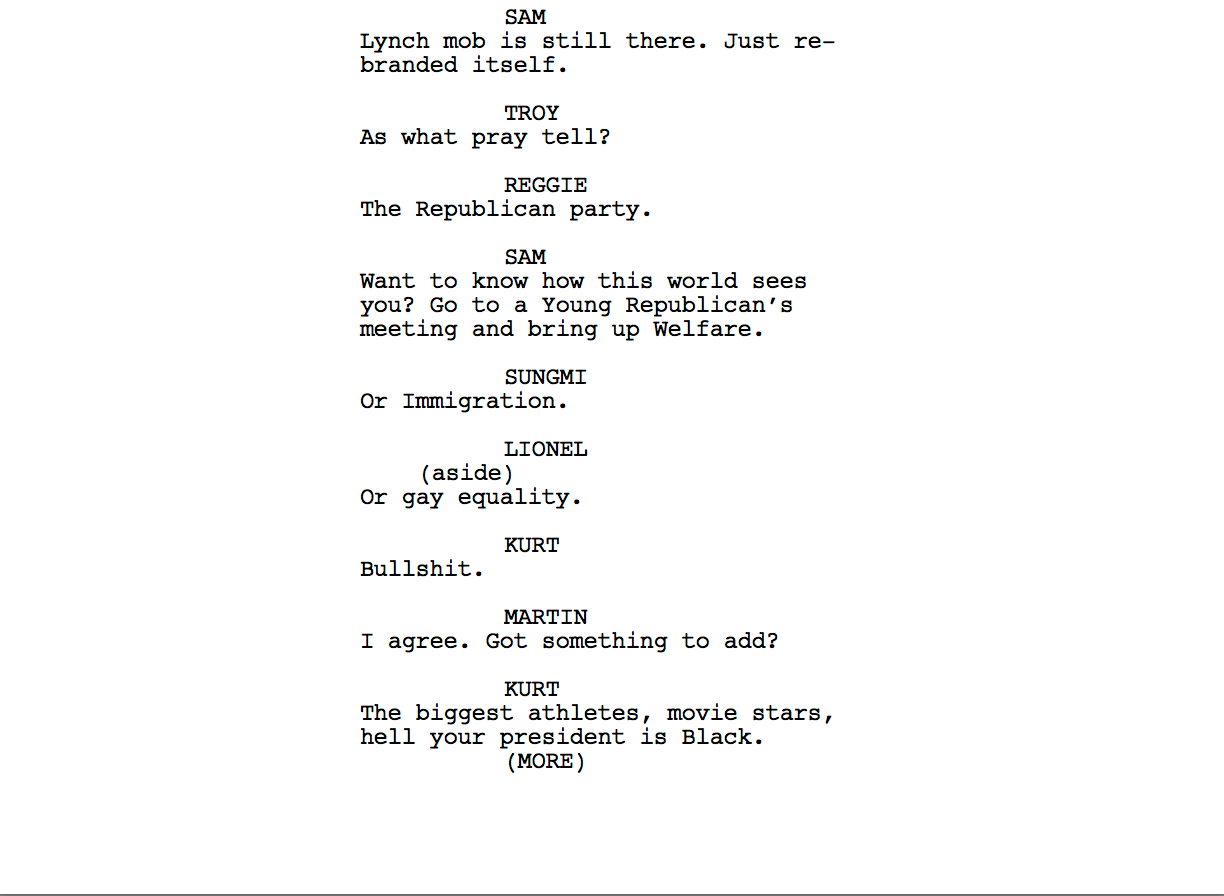 SAM
Lynch mob is still there. Just re-
branded itself.
TROY
As what pray tell?
REGGIE
The Republican party.
SAM
Want to know how this world sees
you? Go to a Young Republican’s
meeting and bring up Welfare.
SUNGMI
Or Immigration.
LIONEL
(aside)
Or gay equality.
KURT
Bullshit.
MARTIN
I agree. Got something to add?
KURT
The biggest athletes, movie stars,
hell your president is Black.
(MORE)